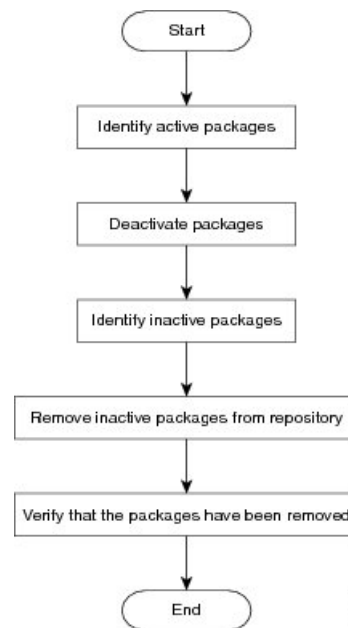 Start
Identify active packages
Deactivate packages
Identify inactive packages
Remove inactive packages from repository
Verify that the packages have been removed
End